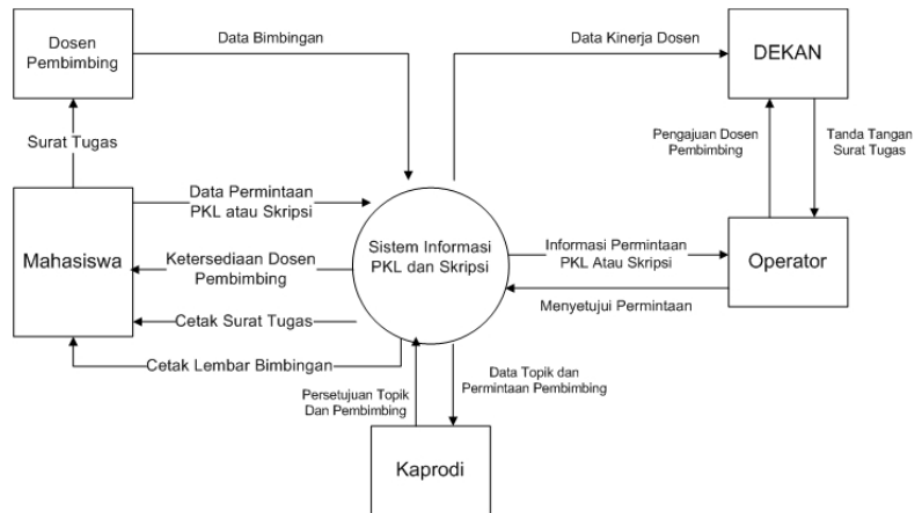 Dosen
Pembimbing
Data Bimbingan
Data Kinerja Dosen
DEKAN
Surat Tugas
Pengajuan Dosen
Pembimbing
Tanda Tangan
Surat Tugas
Mahasiswa
Data Permintaan
PKL atau Skripsi
Ketersediaan Dosen
Pembimbing
Cetak Surat Tugas
Cetak Lembar Bimbingan
Sistem Informasi
PKL dan Skripsi
Informasi Permintaan
PKL Atau Skripsi
Menyetujui Permintaan
Operator
Persetujuan Topik
Dan Pembimbing
Data Topik dan
Permintaan Pembimbing
Kaprodi